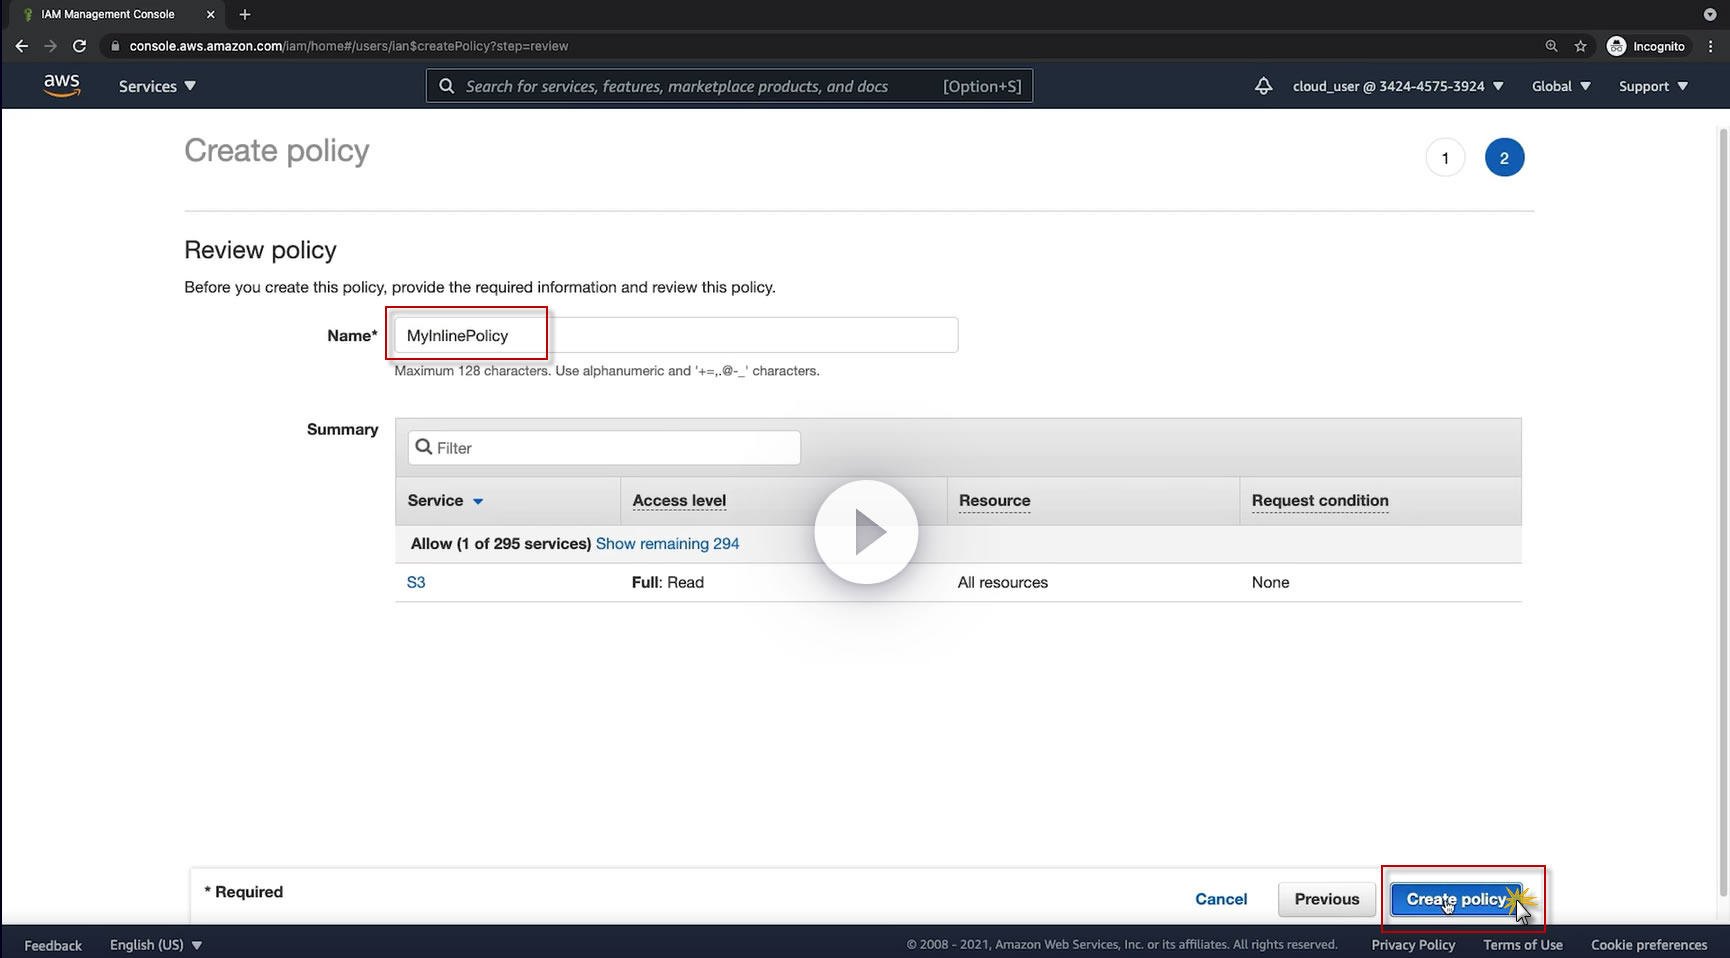 IAM Management Console
console.aws.amazon.com/iam/home#/users/ian$createPolicy?step=review
Incognito
aws
Services
Search for services, features, marketplace products, and docs
[Option+S]
cloud_user @ 3424-4575-3924
Global
Support
Create policy
1
2
Review policy
Before you create this policy, provide the required information and review this policy.
Name*
MyInlinePolicy
Maximum 128 characters. Use alphanumeric and '+=,.@-_' characters.
Summary
Filter
Service
Access level
Resource
Request condition
Allow (1 of 295 services) Show remaining 294
S3
Full: Read
All resources
None
* Required
Cancel
Previous
Create policy
Feedback
English (US)
© 2008 - 2021, Amazon Web Services, Inc. or its affiliates. All rights reserved.
Privacy Policy
Terms of Use
Cookie preferences